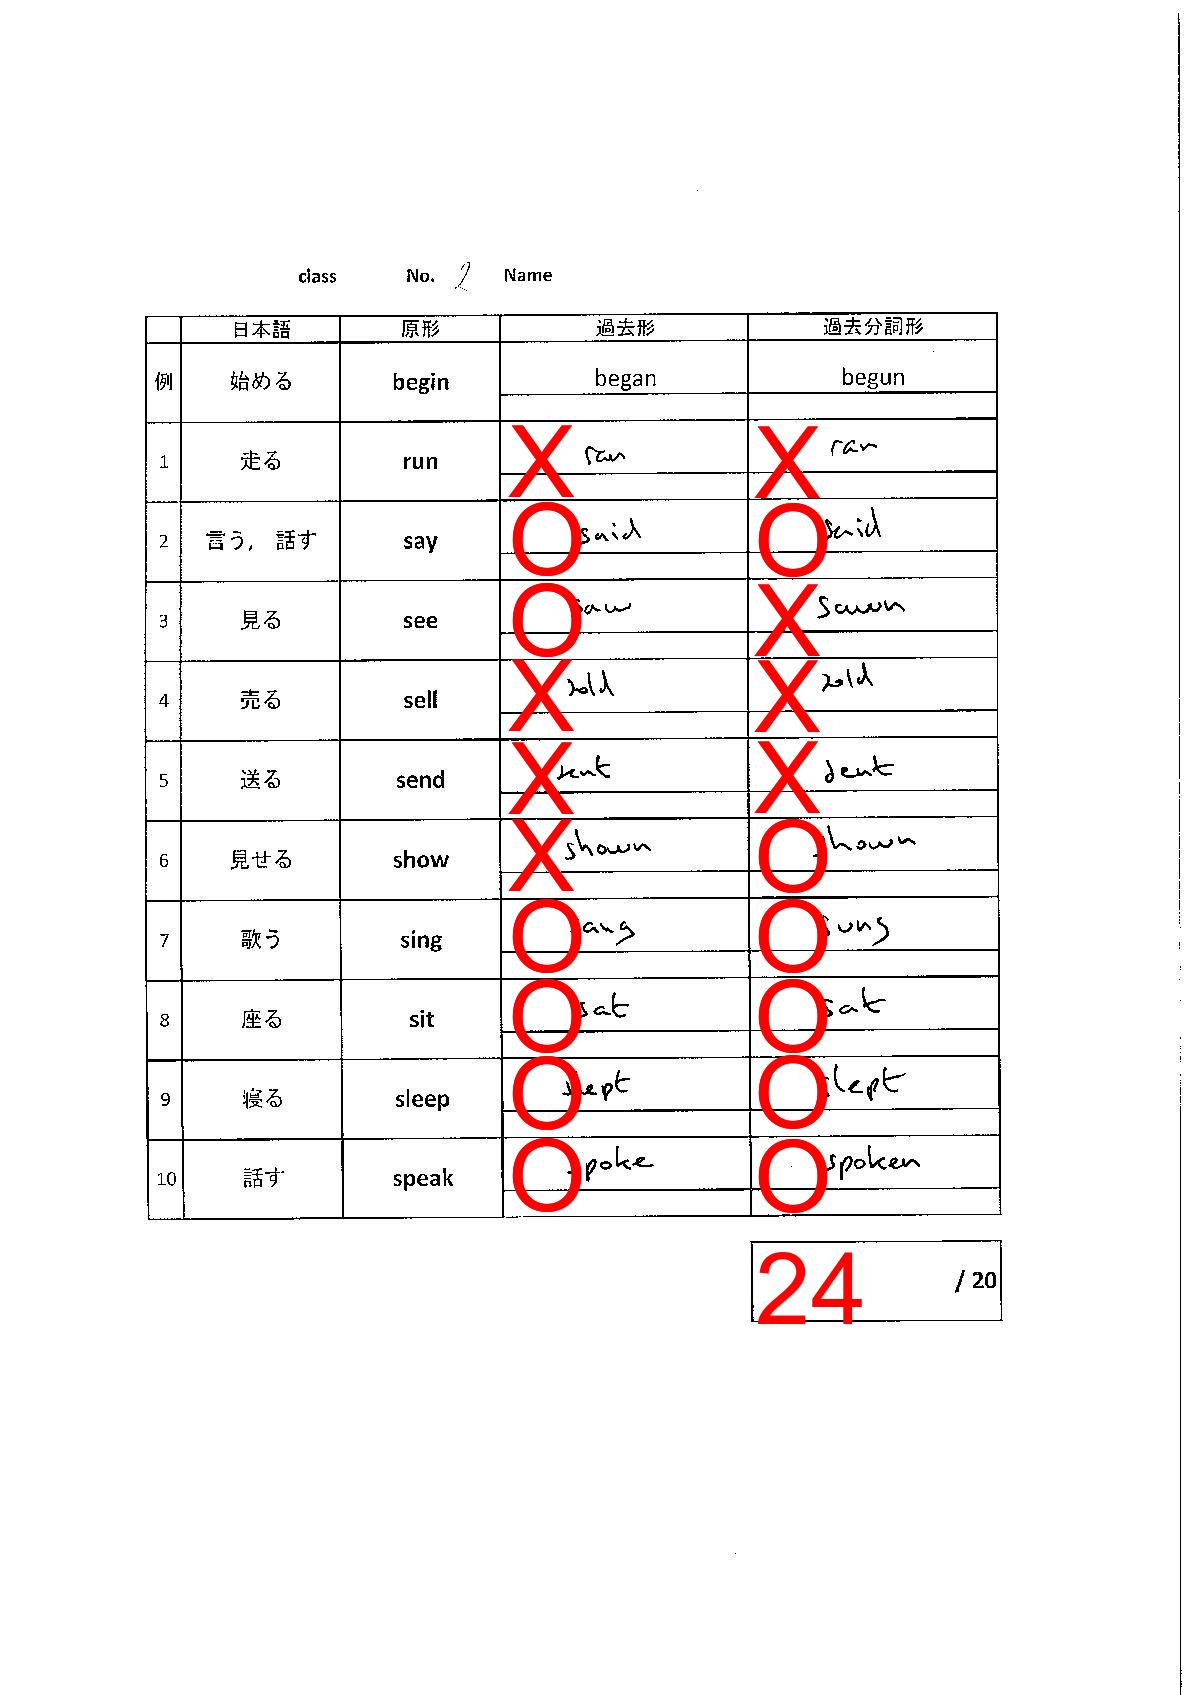 class No. 2 Name
日本語 原形 過去形 過去分詞形
例 始める begin began begun
1 走る run X ran X ran
2 言う, 話す say O said O said
3 見る see O saw X sawn
4 売る sell X sold X sold
5 送る send X sent X sent
6 見せる show X shown O shown
7 歌う sing O sang O sung
8 座る sit O sat O sat
9 寝る sleep O slept O slept
10 話す speak O spoke O spoken
24 / 20